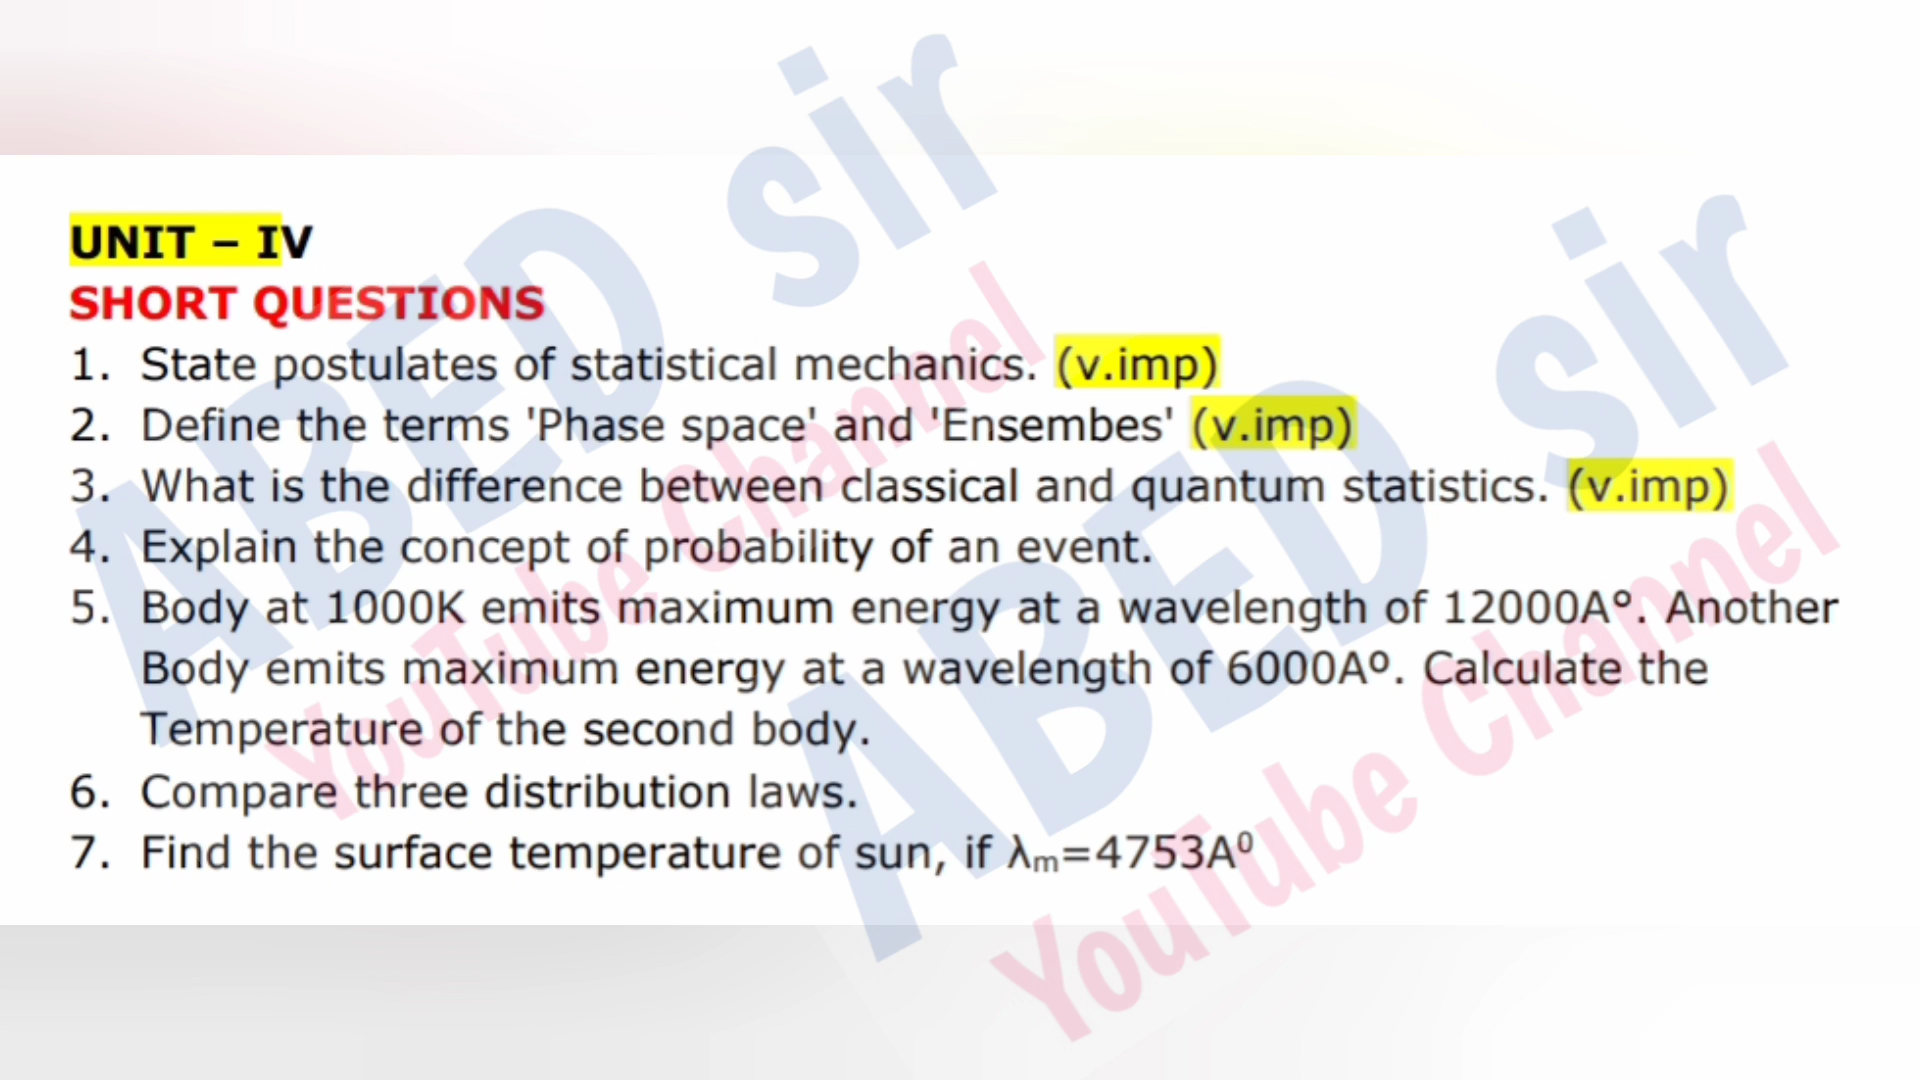 UNIT – IV
SHORT QUESTIONS
1. State postulates of statistical mechanics. (v.imp)
2. Define the terms 'Phase space' and 'Ensembes' (v.imp)
3. What is the difference between classical and quantum statistics. (v.imp)
4. Explain the concept of probability of an event.
5. Body at 1000K emits maximum energy at a wavelength of 12000A°. Another
Body emits maximum energy at a wavelength of 6000Aº. Calculate the
Temperature of the second body.
6. Compare three distribution laws.
7. Find the surface temperature of sun, if λₘ=4753A⁰
ABED sir
YouTube Channel
ABED sir
YouTube Channel